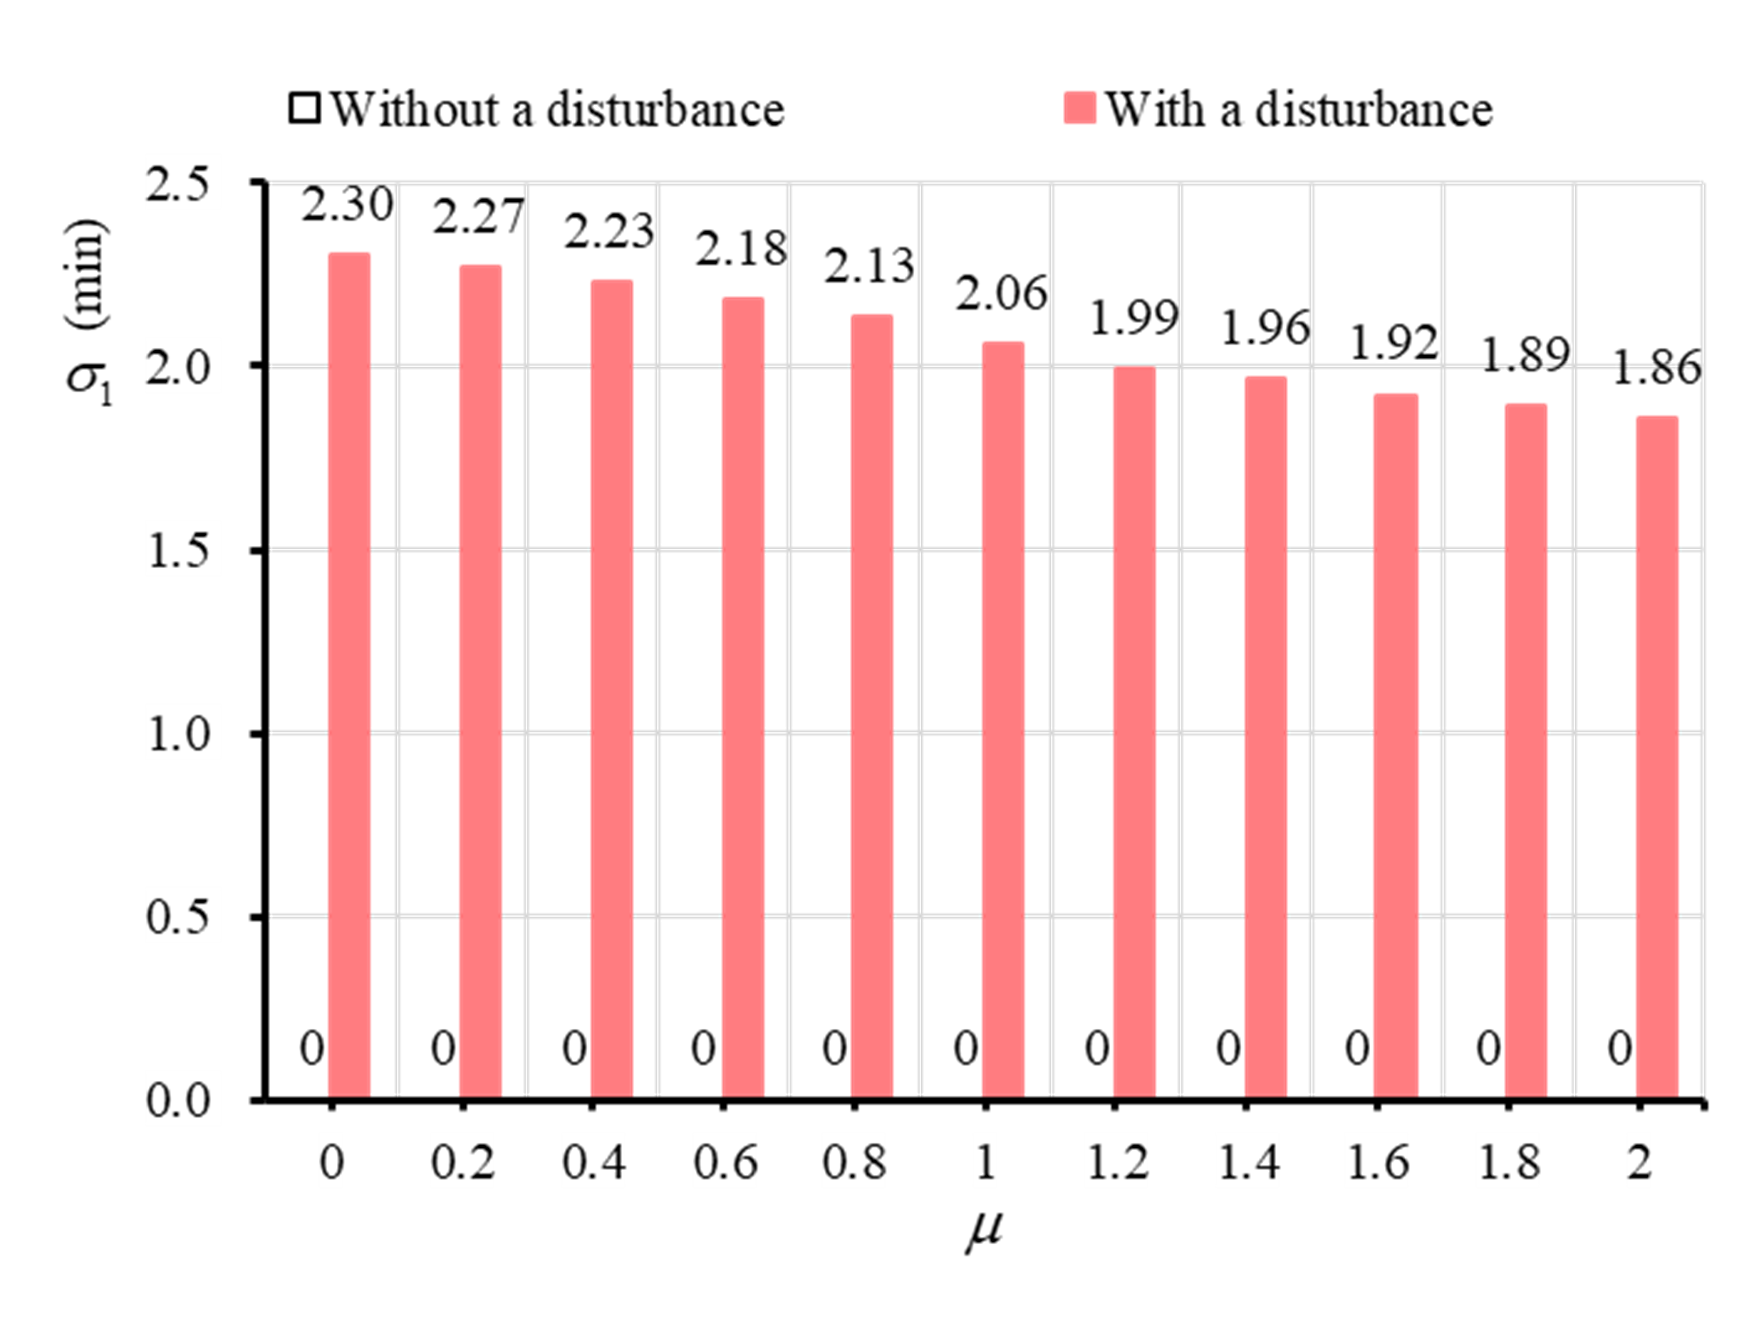 Without a disturbance With a disturbance
σ1 (min)
2.5
2.0
1.5
1.0
0.5
0.0
2.30 2.27 2.23 2.18 2.13 2.06 1.99 1.96 1.92 1.89 1.86
0 0 0 0 0 0 0 0 0 0 0
0 0.2 0.4 0.6 0.8 1 1.2 1.4 1.6 1.8 2
μ